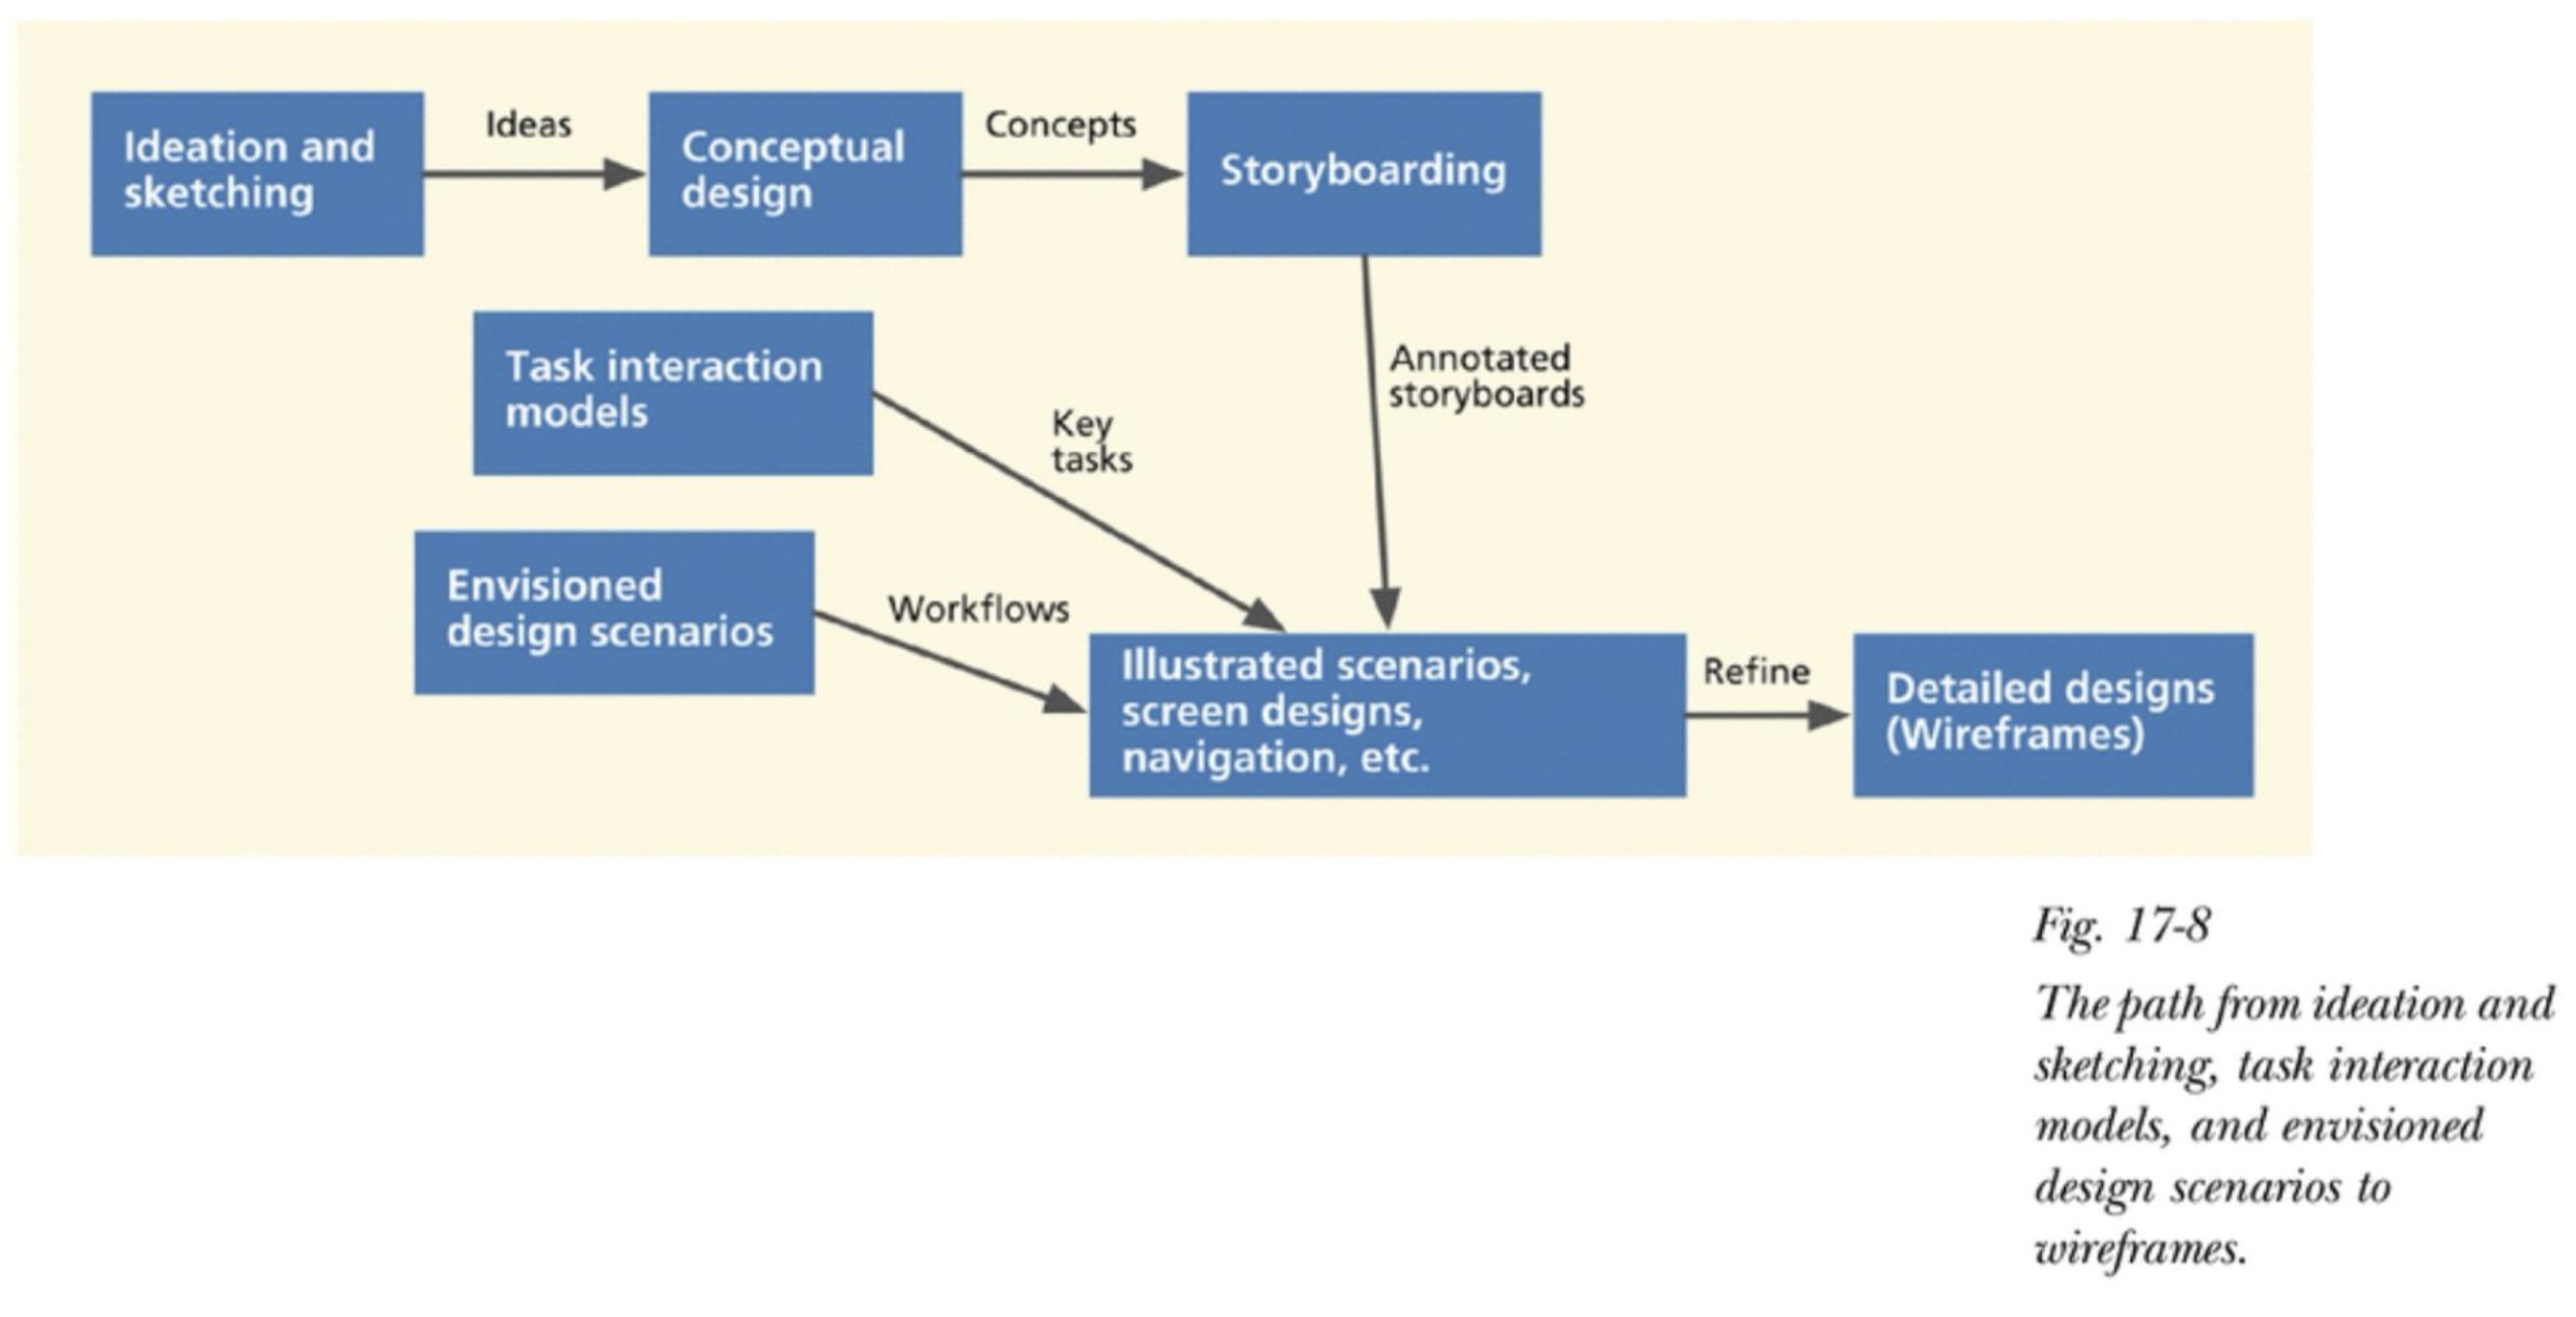 Ideation and
sketching
Ideas
Conceptual
design
Concepts
Storyboarding
Task interaction
models
Key
tasks
Annotated
storyboards
Envisioned
design scenarios
Workflows
Illustrated scenarios,
screen designs,
navigation, etc.
Refine
Detailed designs
(Wireframes)
Fig. 17-8
The path from ideation and
sketching, task interaction
models, and envisioned
design scenarios to
wireframes.